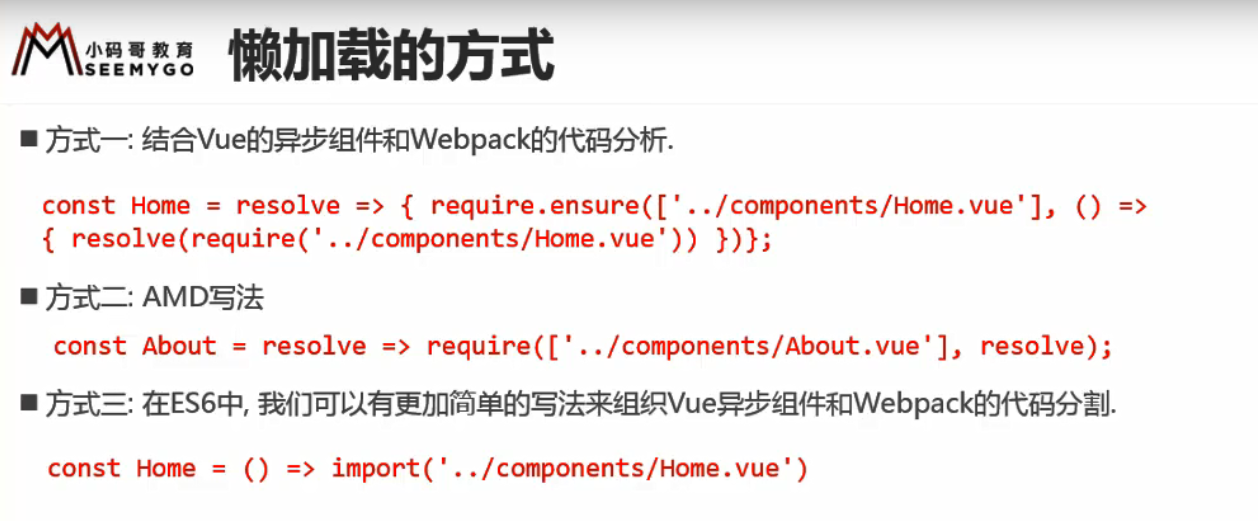 小码哥教育
SEEMYGO
懒加载的方式
■ 方式一: 结合Vue的异步组件和Webpack的代码分析.
const Home = resolve => { require.ensure(['../components/Home.vue'], () =>
{ resolve(require('../components/Home.vue')) })};
■ 方式二: AMD写法
const About = resolve => require(['../components/About.vue'], resolve);
■ 方式三: 在ES6中, 我们可以有更加简单的写法来组织Vue异步组件和Webpack的代码分割.
const Home = () => import('../components/Home.vue')